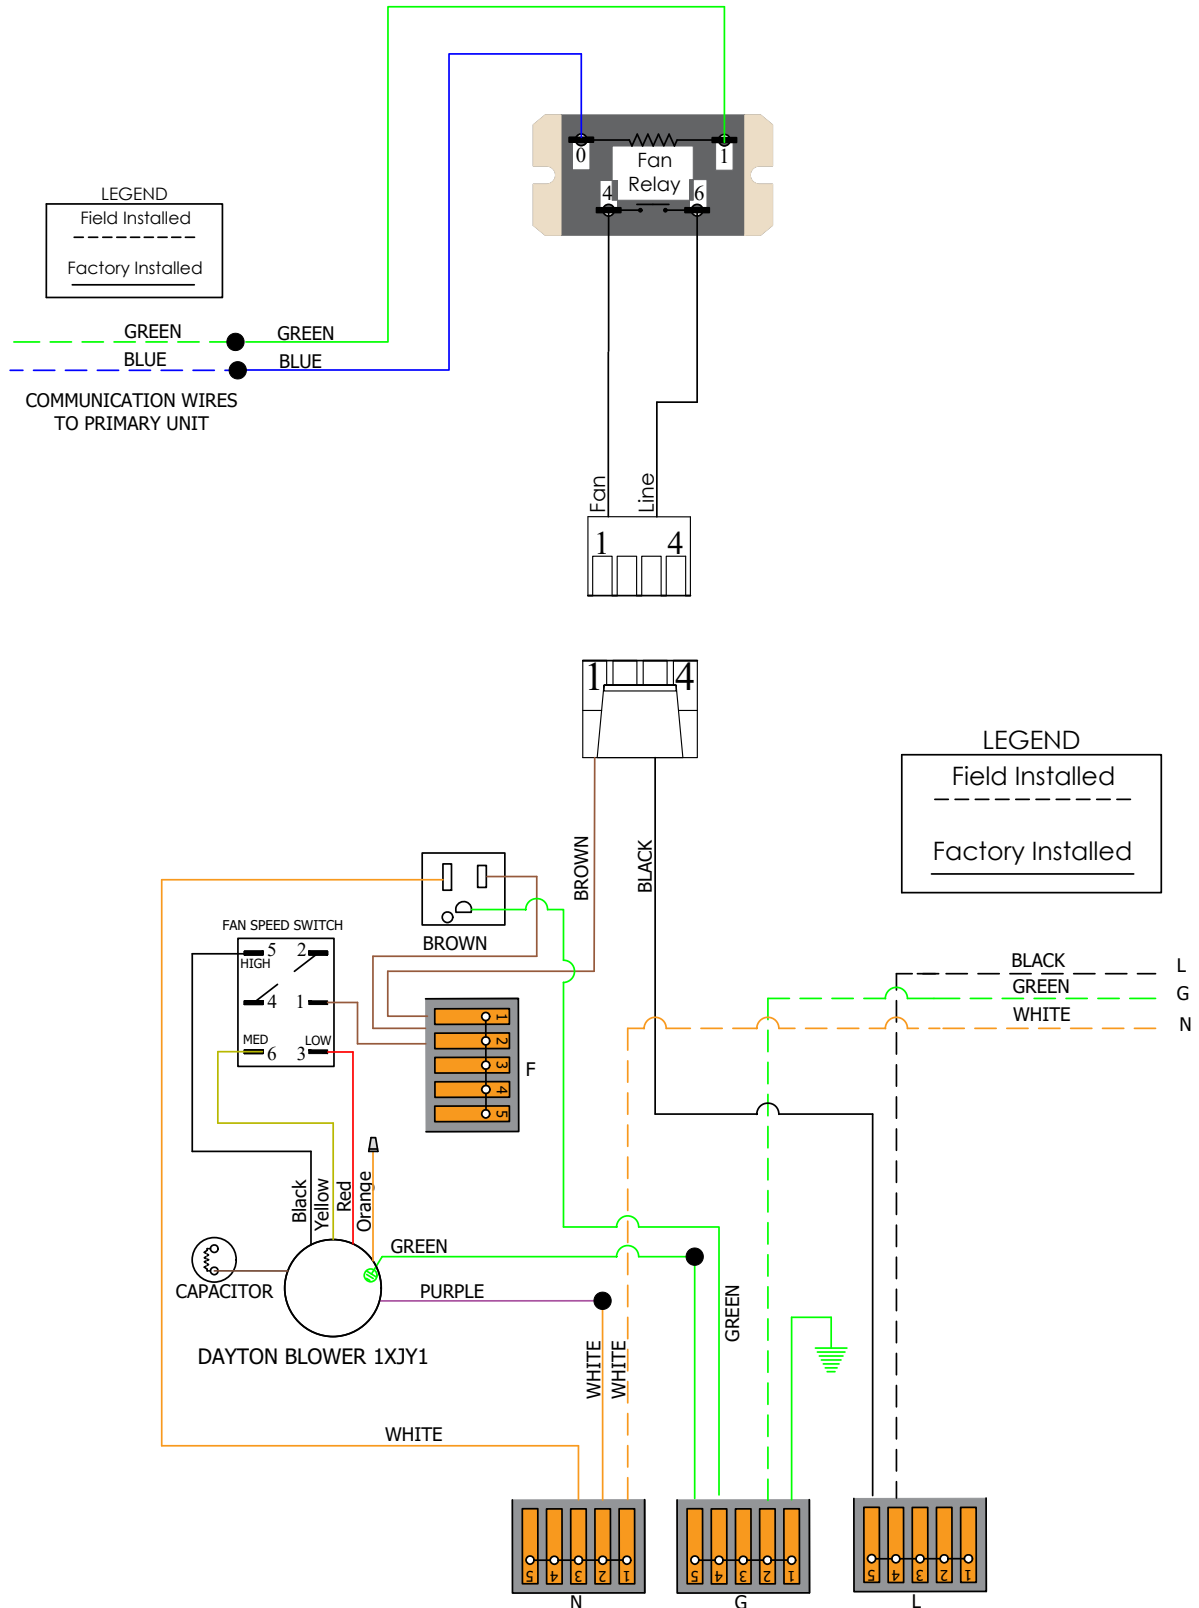 0
1
Fan
Relay
4
6
LEGEND
Field Installed
Factory Installed
GREEN
GREEN
BLUE
BLUE
COMMUNICATION WIRES
TO PRIMARY UNIT
Fan
Line
1
4
1
4
LEGEND
Field Installed
Factory Installed
BROWN
BLACK
BROWN
FAN SPEED SWITCH
5
2
HIGH
4
1
MED
6
3
LOW
1
2
3
4
5
F
BLACK
L
GREEN
G
WHITE
N
Black
Yellow
Red
Orange
GREEN
CAPACITOR
PURPLE
GREEN
DAYTON BLOWER 1XJY1
WHITE
WHITE
WHITE
5
4
3
2
1
N
5
4
3
2
1
G
5
4
3
2
1
L